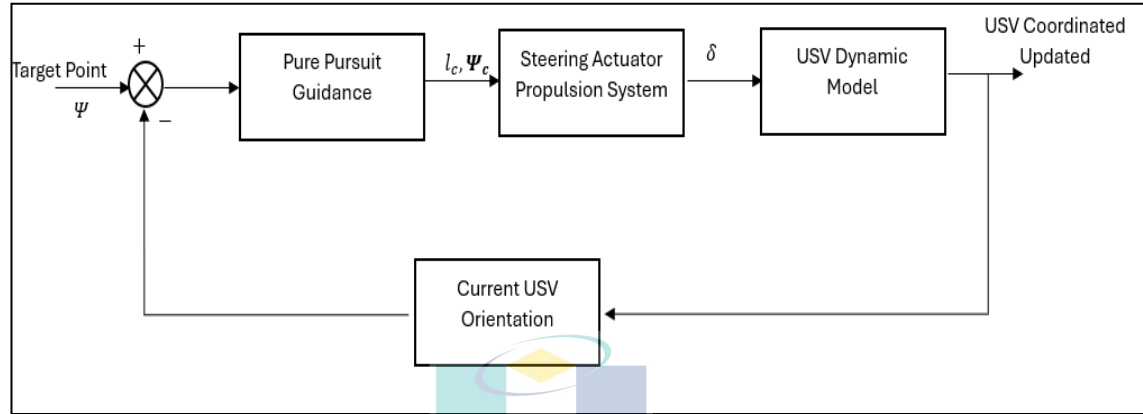 Target Point
Ψ
+
−
Pure Pursuit
Guidance
l_c, Ψ_c
Steering Actuator
Propulsion System
δ
USV Dynamic
Model
USV Coordinated
Updated
Current USV
Orientation